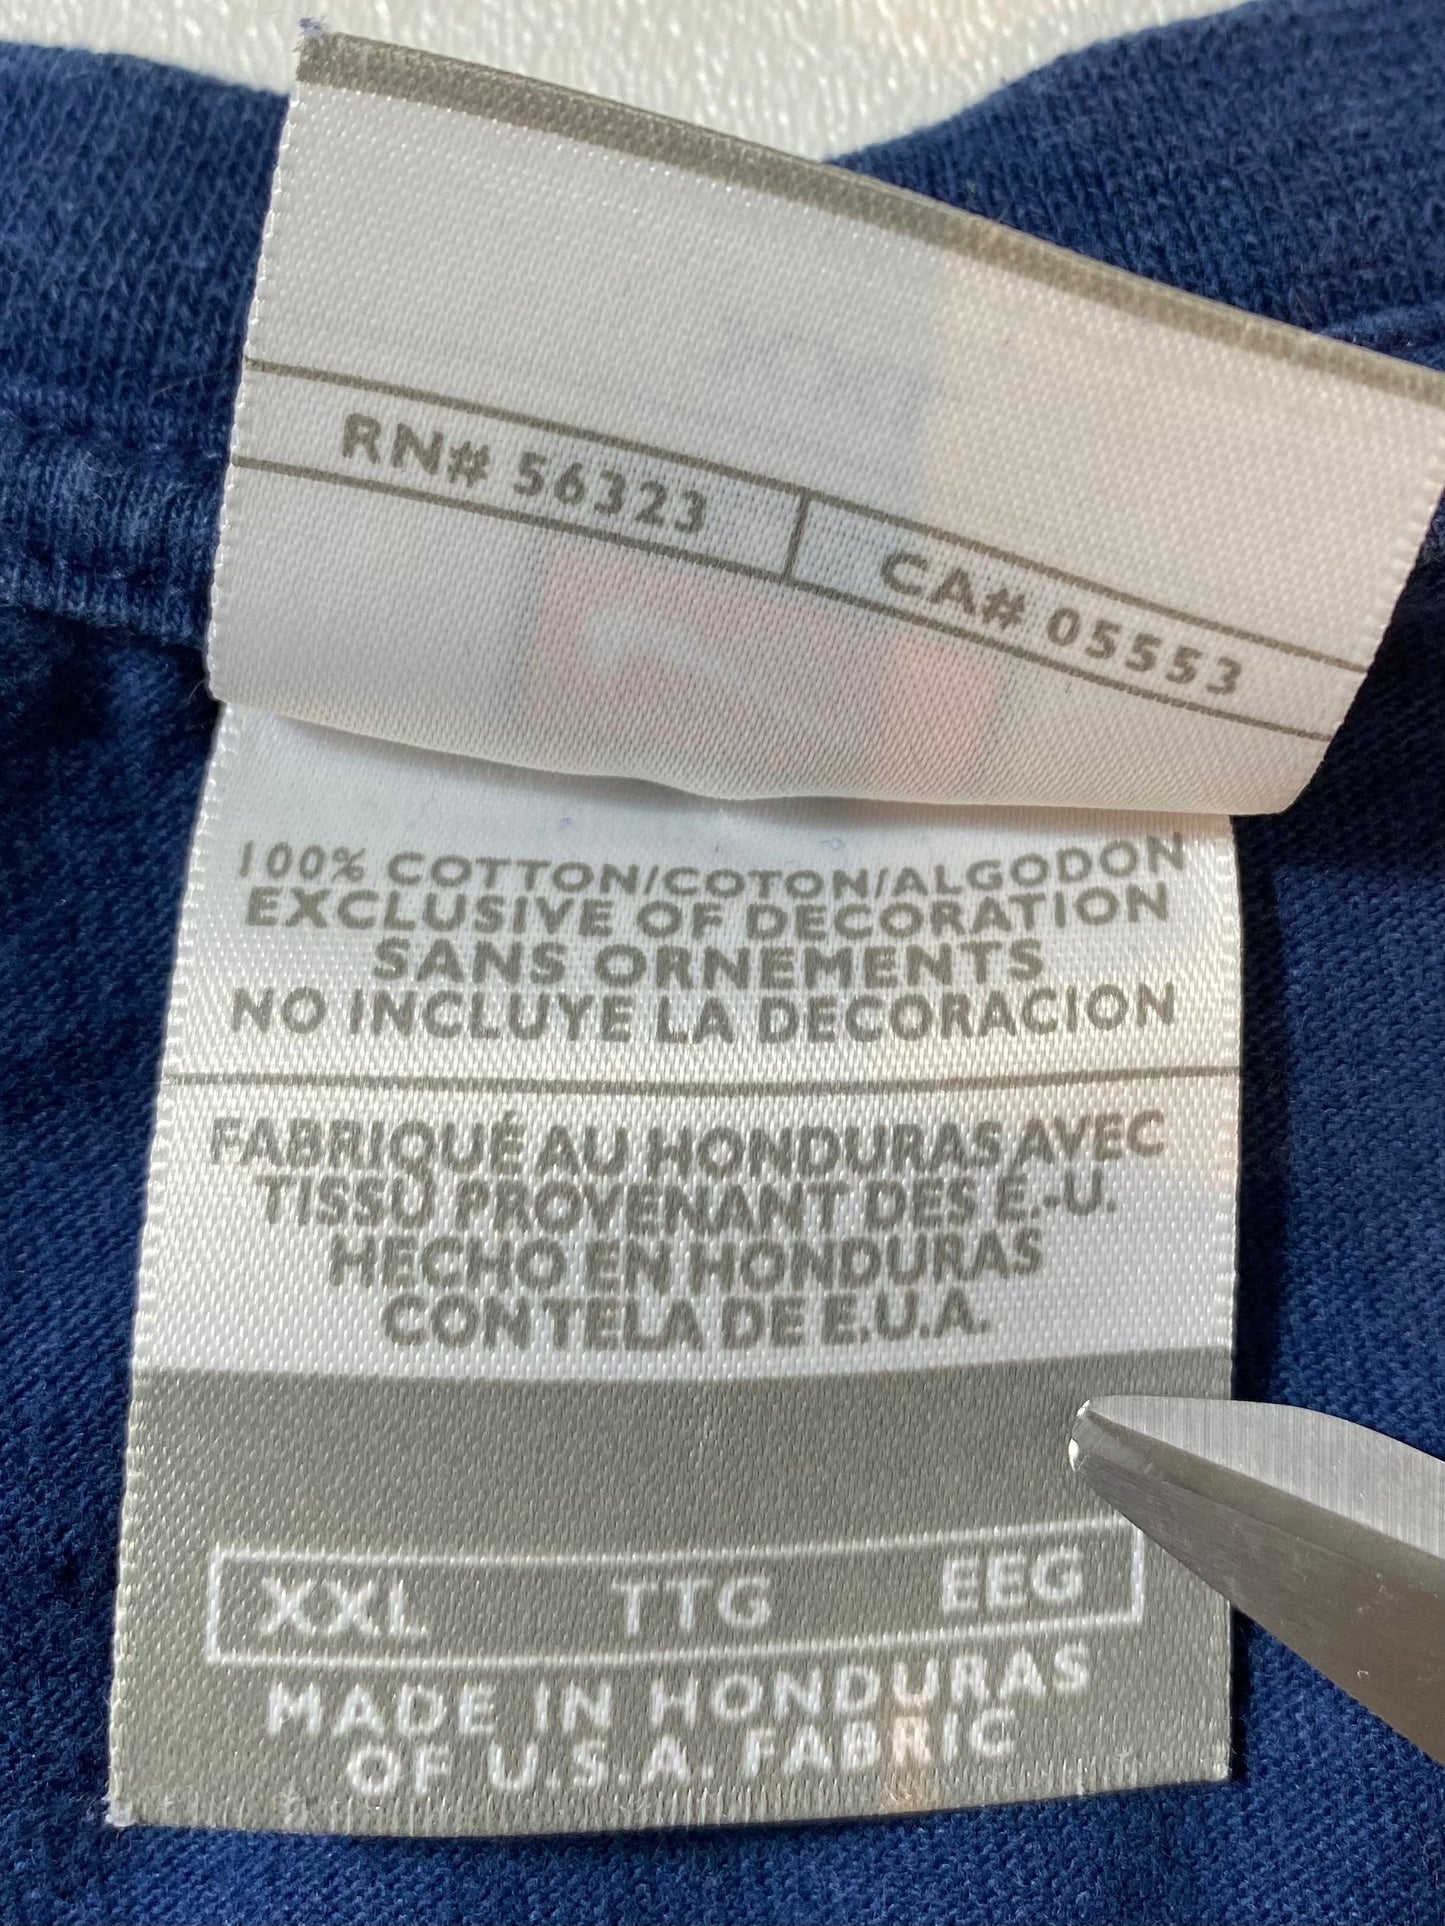 RN# 56323 CA# 05553
100% COTTON/COTON/ALGODON
EXCLUSIVE OF DECORATION
SANS ORNEMENTS
NO INCLUYE LA DECORACION
FABRIQUÉ AU HONDURAS AVEC
TISSU PROVENANT DES É.-U.
HECHO EN HONDURAS
CON TELA DE E.U.A.
XXL TTG EEG
MADE IN HONDURAS
OF U.S.A. FABRIC